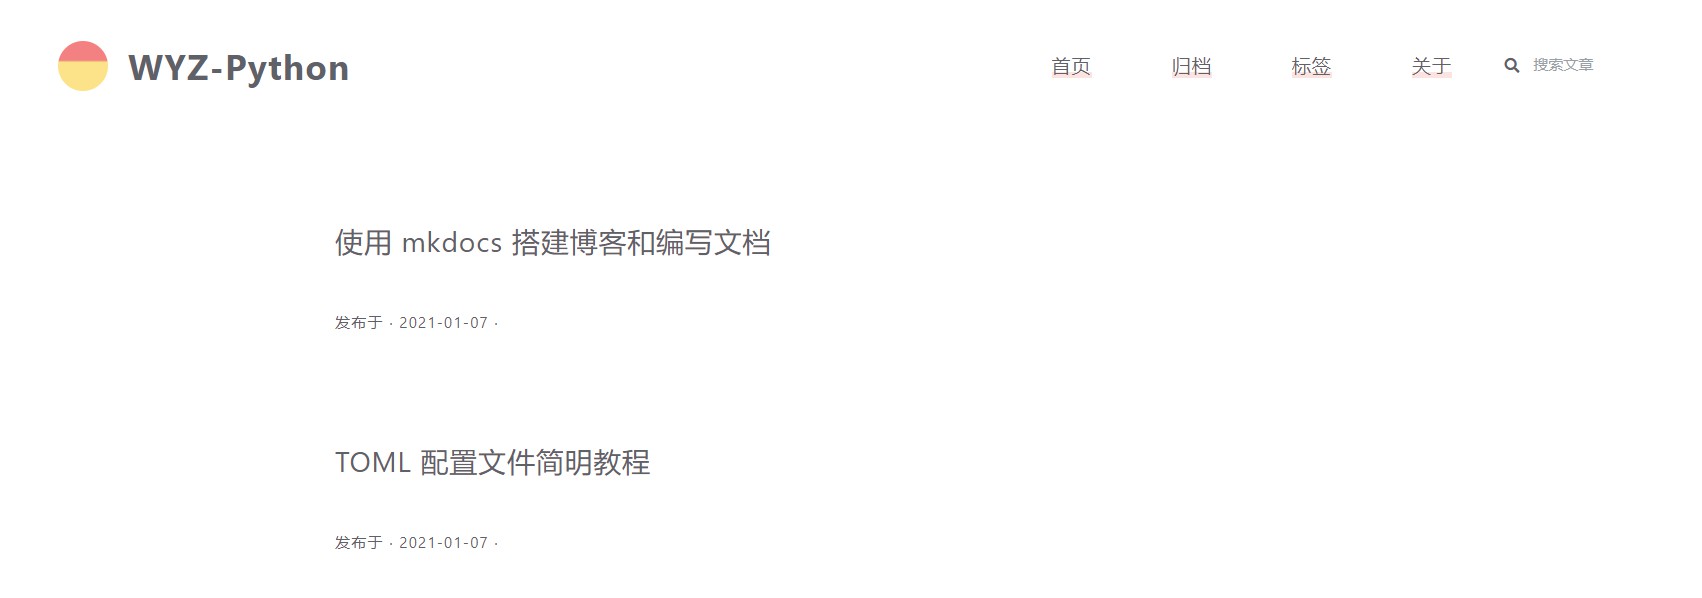 WYZ-Python
首页 归档 标签 关于 搜索文章
使用 mkdocs 搭建博客和编写文档
发布于 · 2021-01-07 ·
TOML 配置文件简明教程
发布于 · 2021-01-07 ·